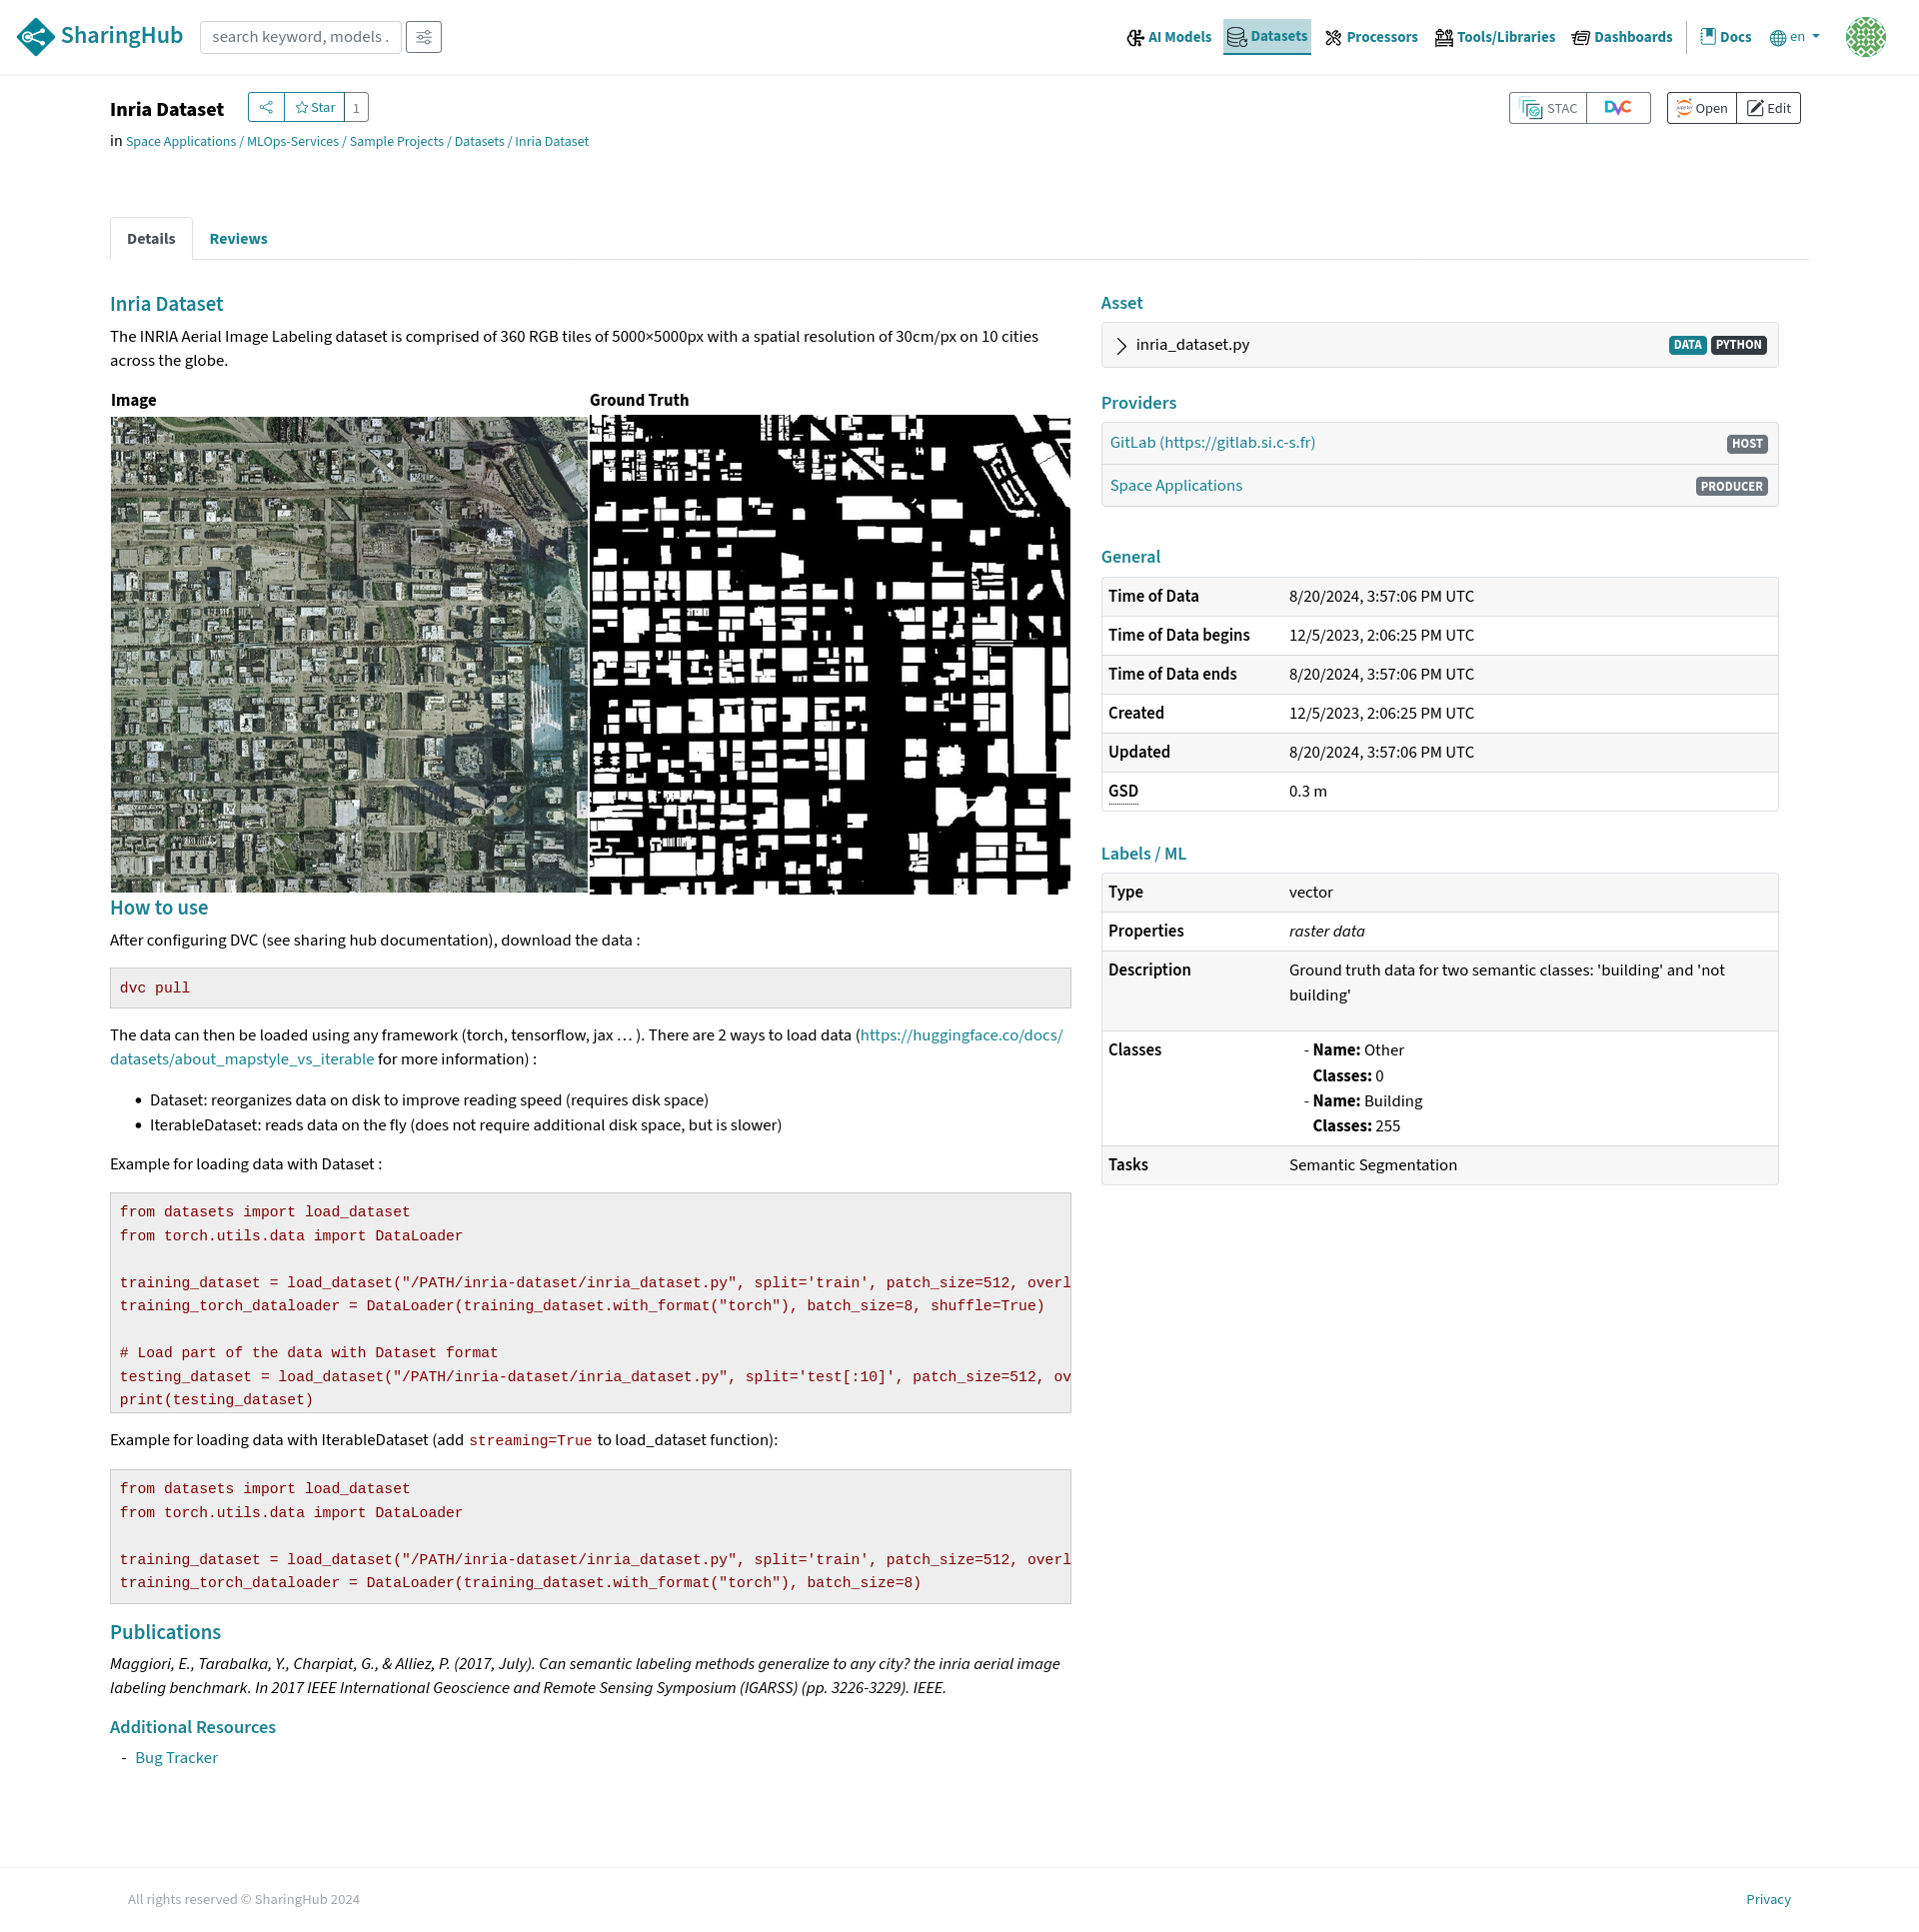 SharingHub
search keyword, models .
AI Models
Datasets
Processors
Tools/Libraries
Dashboards
Docs
en
Inria Dataset
Star
1
STAC
DVC
Open
Edit
in Space Applications / MLOps-Services / Sample Projects / Datasets / Inria Dataset
Details
Reviews
Inria Dataset
The INRIA Aerial Image Labeling dataset is comprised of 360 RGB tiles of 5000×5000px with a spatial resolution of 30cm/px on 10 cities
across the globe.
Image
Ground Truth
How to use
After configuring DVC (see sharing hub documentation), download the data :
dvc pull
The data can then be loaded using any framework (torch, tensorflow, jax … ). There are 2 ways to load data (https://huggingface.co/docs/
datasets/about_mapstyle_vs_iterable for more information) :
• Dataset: reorganizes data on disk to improve reading speed (requires disk space)
• IterableDataset: reads data on the fly (does not require additional disk space, but is slower)
Example for loading data with Dataset :
from datasets import load_dataset
from torch.utils.data import DataLoader
training_dataset = load_dataset("/PATH/inria-dataset/inria_dataset.py", split='train', patch_size=512, overl
training_torch_dataloader = DataLoader(training_dataset.with_format("torch"), batch_size=8, shuffle=True)
# Load part of the data with Dataset format
testing_dataset = load_dataset("/PATH/inria-dataset/inria_dataset.py", split='test[:10]', patch_size=512, ov
print(testing_dataset)
Example for loading data with IterableDataset (add streaming=True to load_dataset function):
from datasets import load_dataset
from torch.utils.data import DataLoader
training_dataset = load_dataset("/PATH/inria-dataset/inria_dataset.py", split='train', patch_size=512, overl
training_torch_dataloader = DataLoader(training_dataset.with_format("torch"), batch_size=8)
Publications
Maggiori, E., Tarabalka, Y., Charpiat, G., & Alliez, P. (2017, July). Can semantic labeling methods generalize to any city? the inria aerial image
labeling benchmark. In 2017 IEEE International Geoscience and Remote Sensing Symposium (IGARSS) (pp. 3226-3229). IEEE.
Additional Resources
- Bug Tracker
Asset
inria_dataset.py DATA PYTHON
Providers
GitLab (https://gitlab.si.c-s.fr) HOST
Space Applications PRODUCER
General
Time of Data 8/20/2024, 3:57:06 PM UTC
Time of Data begins 12/5/2023, 2:06:25 PM UTC
Time of Data ends 8/20/2024, 3:57:06 PM UTC
Created 12/5/2023, 2:06:25 PM UTC
Updated 8/20/2024, 3:57:06 PM UTC
GSD 0.3 m
Labels / ML
Type vector
Properties raster data
Description Ground truth data for two semantic classes: 'building' and 'not
building'
Classes - Name: Other
Classes: 0
- Name: Building
Classes: 255
Tasks Semantic Segmentation
All rights reserved © SharingHub 2024
Privacy